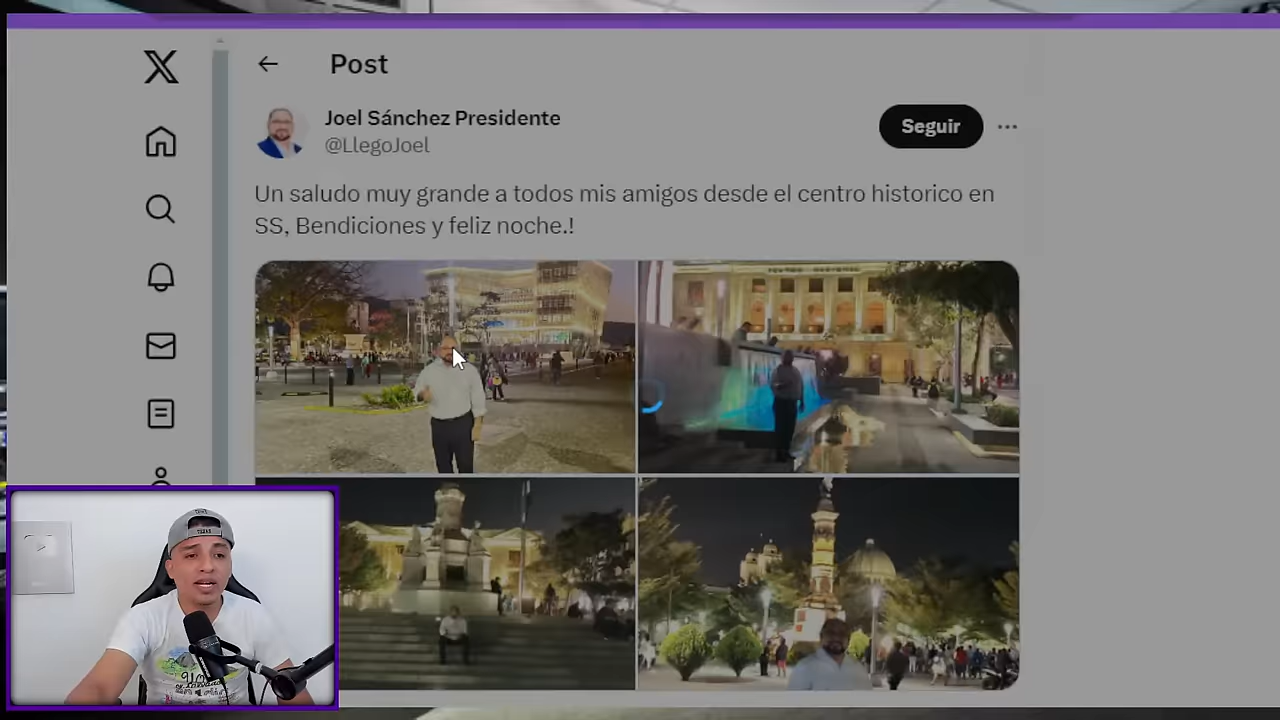 Post
Joel Sánchez Presidente
@LlegoJoel
Seguir
Un saludo muy grande a todos mis amigos desde el centro historico en
SS, Bendiciones y feliz noche.!